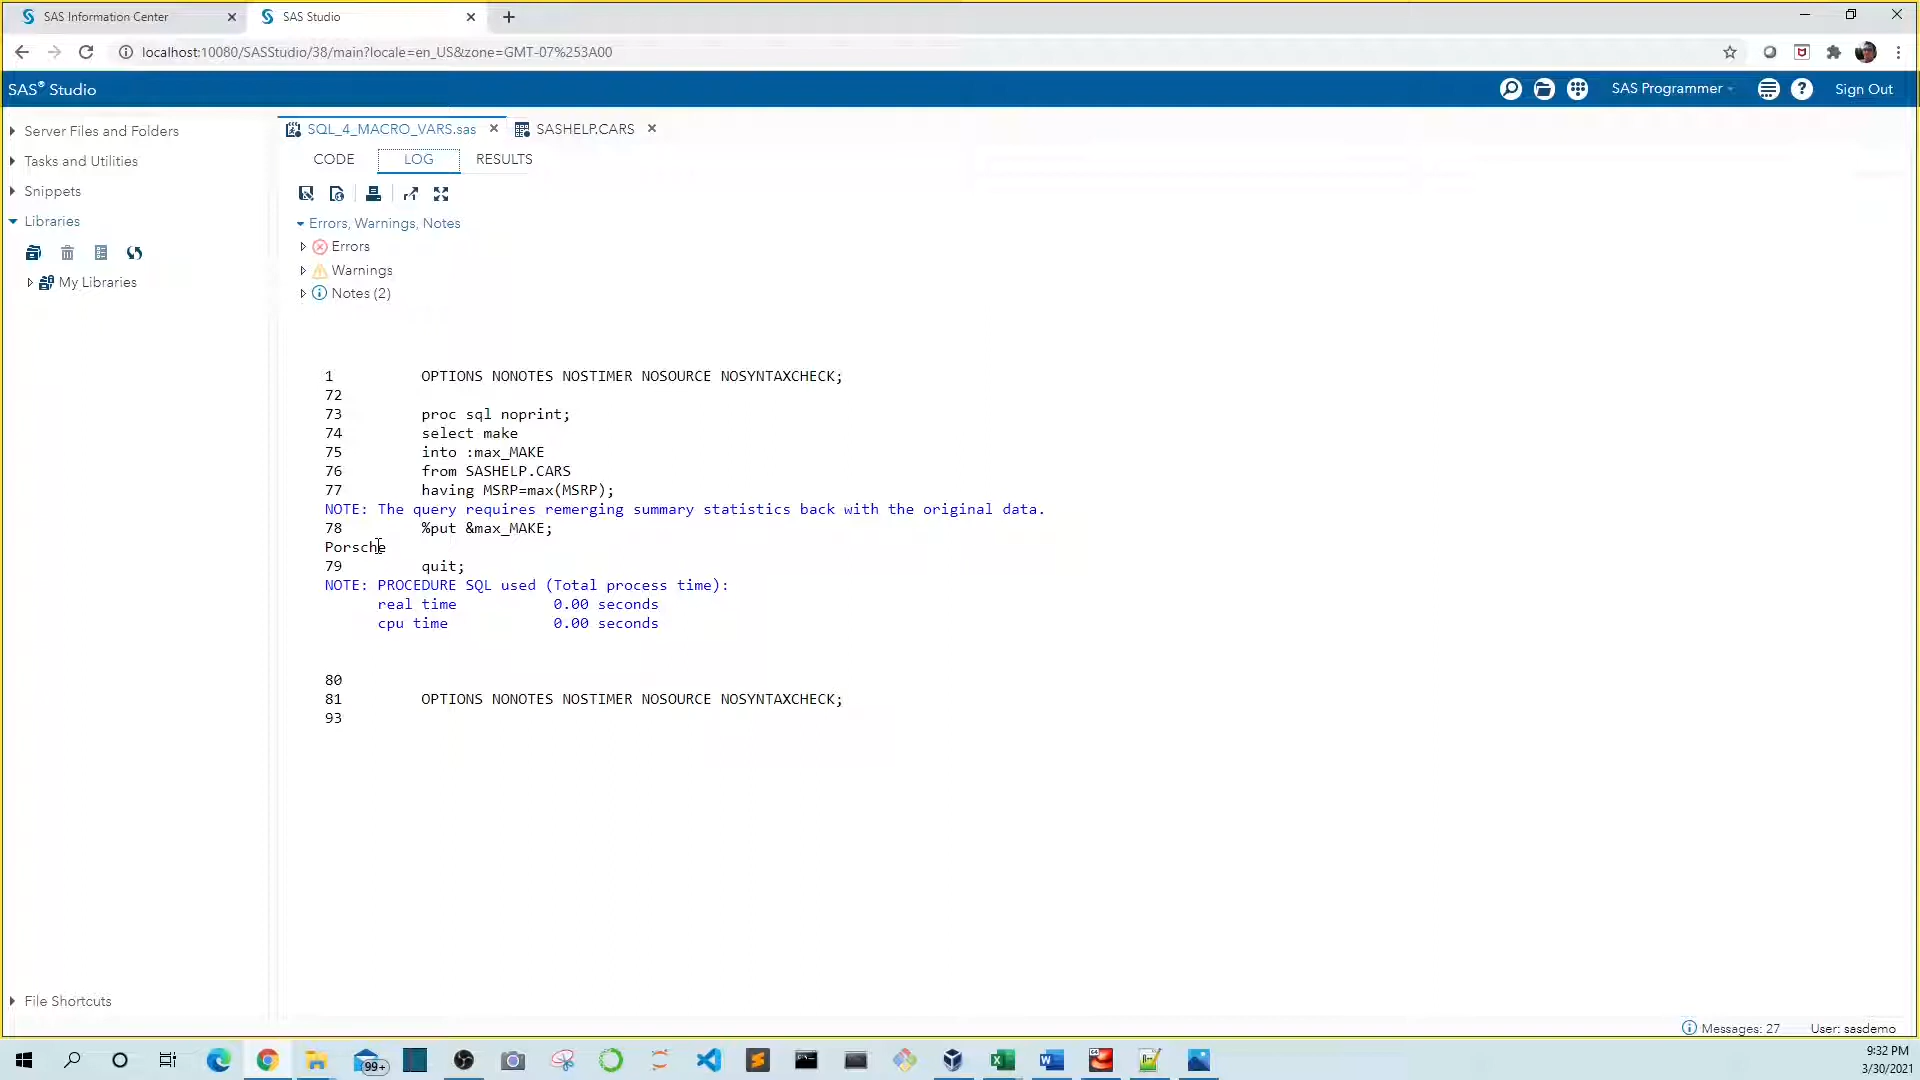 SAS Information Center
SAS Studio
localhost:10080/SASStudio/38/main?locale=en_US&zone=GMT-07%253A00
SAS® Studio
SAS Programmer
Sign Out
Server Files and Folders
Tasks and Utilities
Snippets
Libraries
My Libraries
File Shortcuts
SQL_4_MACRO_VARS.sas
SASHELP.CARS
CODE
LOG
RESULTS
Errors, Warnings, Notes
Errors
Warnings
Notes (2)
1 OPTIONS NONOTES NOSTIMER NOSOURCE NOSYNTAXCHECK;
72
73 proc sql noprint;
74 select make
75 into :max_MAKE
76 from SASHELP.CARS
77 having MSRP=max(MSRP);
NOTE: The query requires remerging summary statistics back with the original data.
78 %put &max_MAKE;
Porsche
79 quit;
NOTE: PROCEDURE SQL used (Total process time):
real time 0.00 seconds
cpu time 0.00 seconds
80
81 OPTIONS NONOTES NOSTIMER NOSOURCE NOSYNTAXCHECK;
93
Messages: 27
User: sasdemo
99+
9:32 PM
3/30/2021